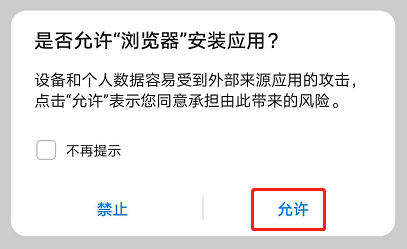 是否允许“浏览器”安装应用？
设备和个人数据容易受到外部来源应用的攻击，
点击“允许”表示您同意承担由此带来的风险。
不再提示
禁止
允许